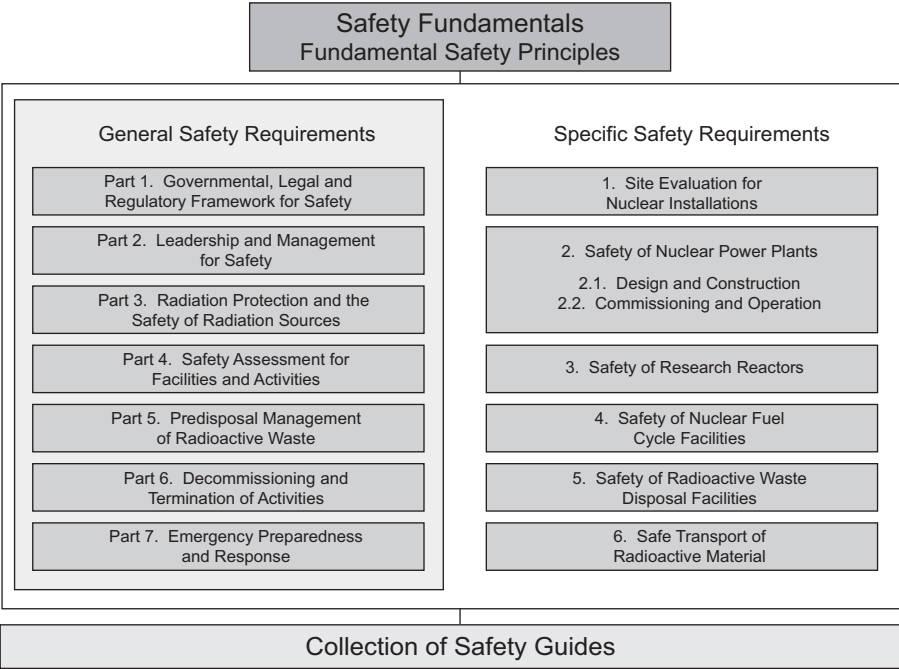 Safety Fundamentals
Fundamental Safety Principles
General Safety Requirements
Part 1. Governmental, Legal and
Regulatory Framework for Safety
Part 2. Leadership and Management
for Safety
Part 3. Radiation Protection and the
Safety of Radiation Sources
Part 4. Safety Assessment for
Facilities and Activities
Part 5. Predisposal Management
of Radioactive Waste
Part 6. Decommissioning and
Termination of Activities
Part 7. Emergency Preparedness
and Response
Specific Safety Requirements
1. Site Evaluation for
Nuclear Installations
2. Safety of Nuclear Power Plants
2.1. Design and Construction
2.2. Commissioning and Operation
3. Safety of Research Reactors
4. Safety of Nuclear Fuel
Cycle Facilities
5. Safety of Radioactive Waste
Disposal Facilities
6. Safe Transport of
Radioactive Material
Collection of Safety Guides